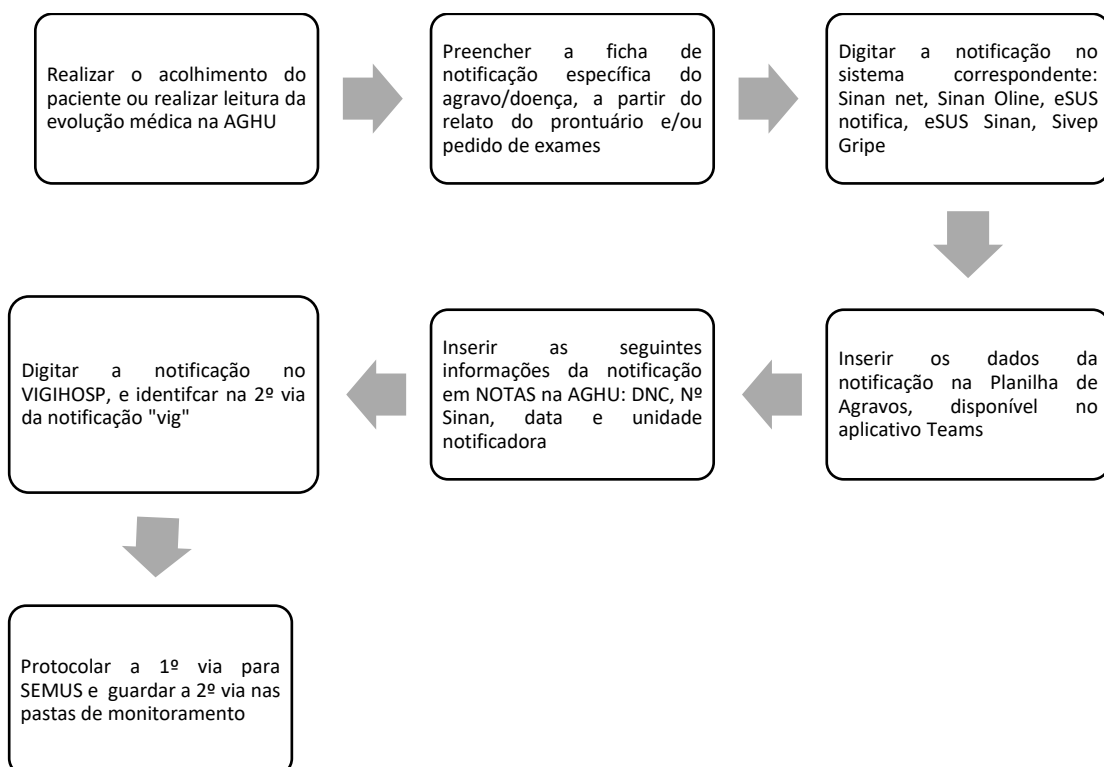 Realizar o acolhimento do
paciente ou realizar leitura da
evolução médica na AGHU
Preencher a ficha de
notificação específica do
agravo/doença, a partir do
relato do prontuário e/ou
pedido de exames
Digitar a notificação no
sistema correspondente:
Sinan net, Sinan Oline, eSUS
notifica, eSUS Sinan, Sivep
Gripe
Inserir os dados da
notificação na Planilha de
Agravos, disponível no
aplicativo Teams
Inserir as seguintes
informações da notificação
em NOTAS na AGHU: DNC, Nº
Sinan, data e unidade
notificadora
Digitar a notificação no
VIGIHOSP, e identifcar na 2º via
da notificação "vig"
Protocolar a 1º via para
SEMUS e guardar a 2º via nas
pastas de monitoramento